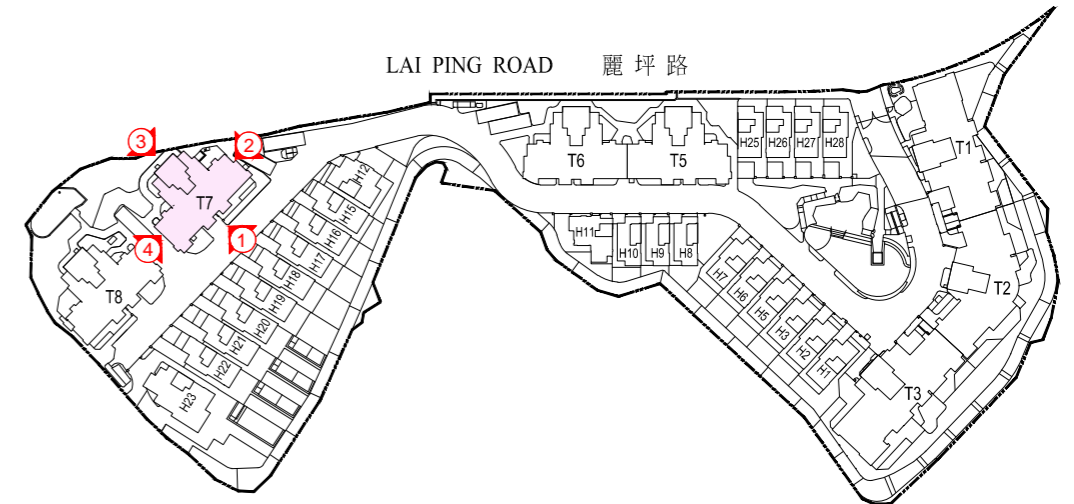 LAI PING ROAD 麗坪路
3
2
T7
1
4
T8
H12
H15
H16
H17
H18
H19
H20
H21
H22
H23
T6
T5
H25
H26
H27
H28
T1
H11
H10
H9
H8
H7
H6
H5
H3
H2
H1
T2
T3